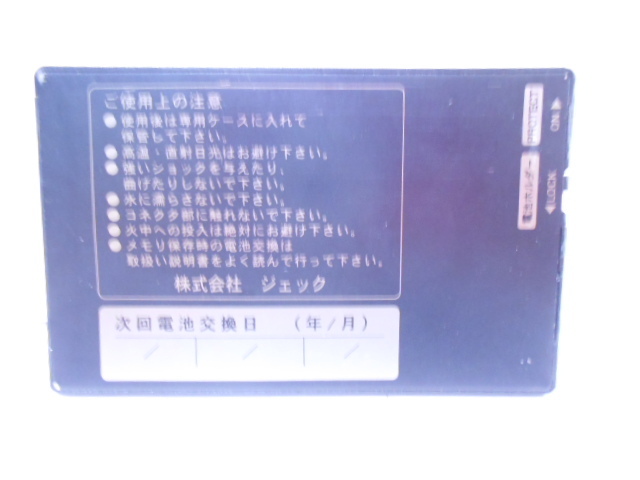 ご使用上の注意
●使用後は専用ケースに入れて
保管して下さい。
●高温・直射日光はお避け下さい。
●強いショックを与えたり、
曲げたりしないで下さい。
●水に濡らさないで下さい。
●コネクタ部に触れないで下さい。
●火中への投入は絶対にお避け下さい。
●メモリ保存時の電池交換は
取扱い説明書をよく読んで行って下さい。
株式会社 ジェック
次回電池交換日 (年/月)
/ / /
PROTECT
ON▶
電池ホルダー
◀LOCK